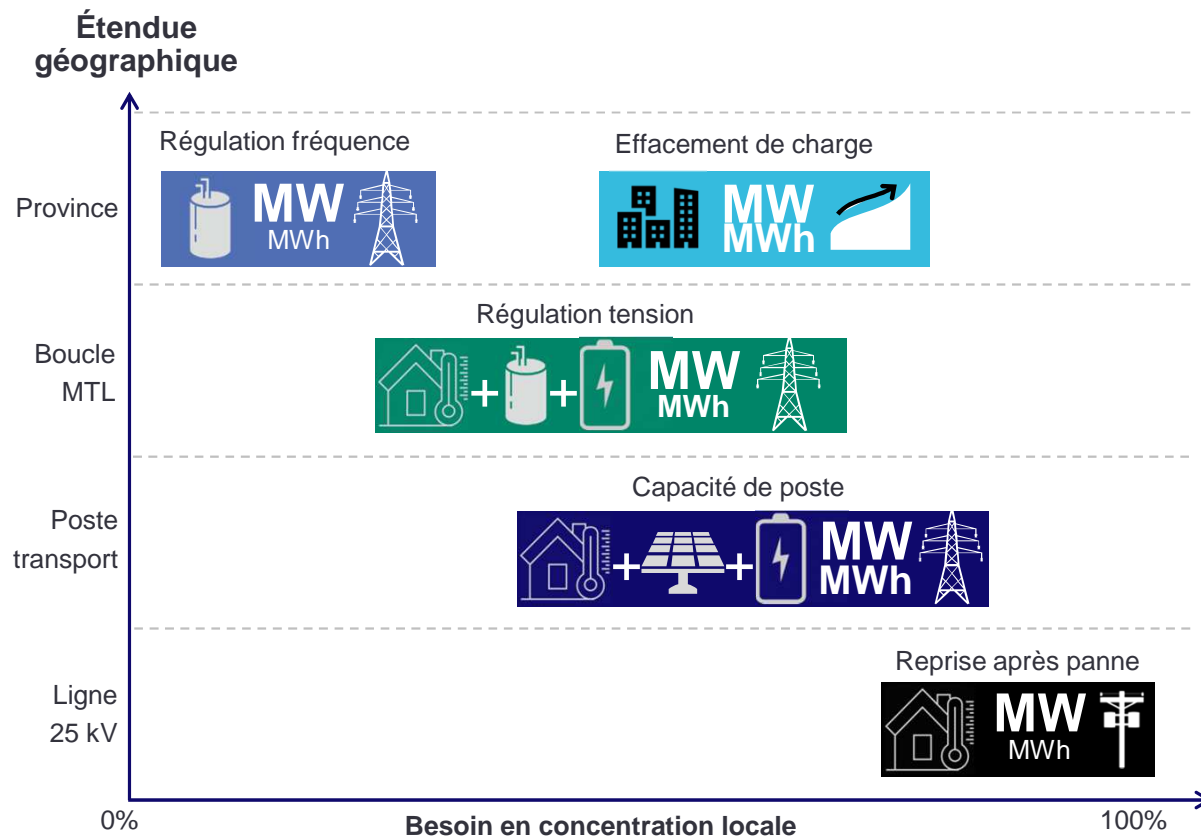 Étendue
géographique
Régulation fréquence
Effacement de charge
Province
MW
MWh
MW
MWh
Régulation tension
Boucle
MTL
MW
MWh
Capacité de poste
Poste
transport
MW
MWh
Reprise après panne
Ligne
25 kV
MW
MWh
0%
Besoin en concentration locale
100%